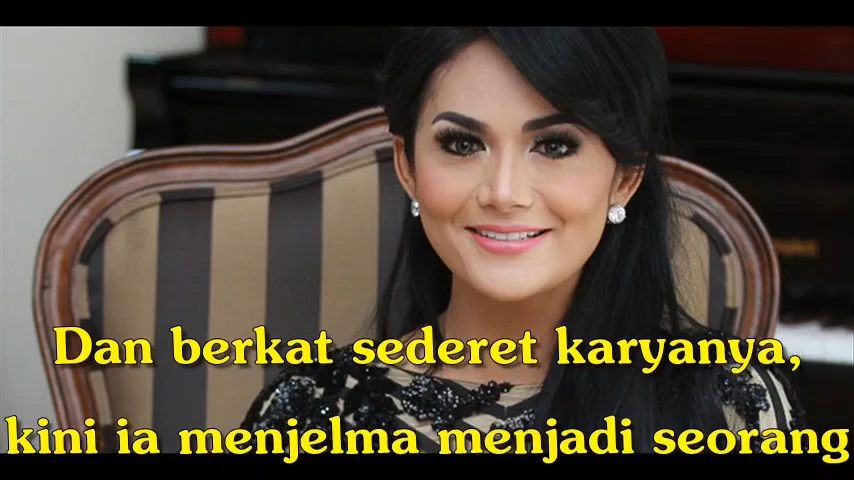 Dan berkat sederet karyanya,
kini ia menjelma menjadi seorang